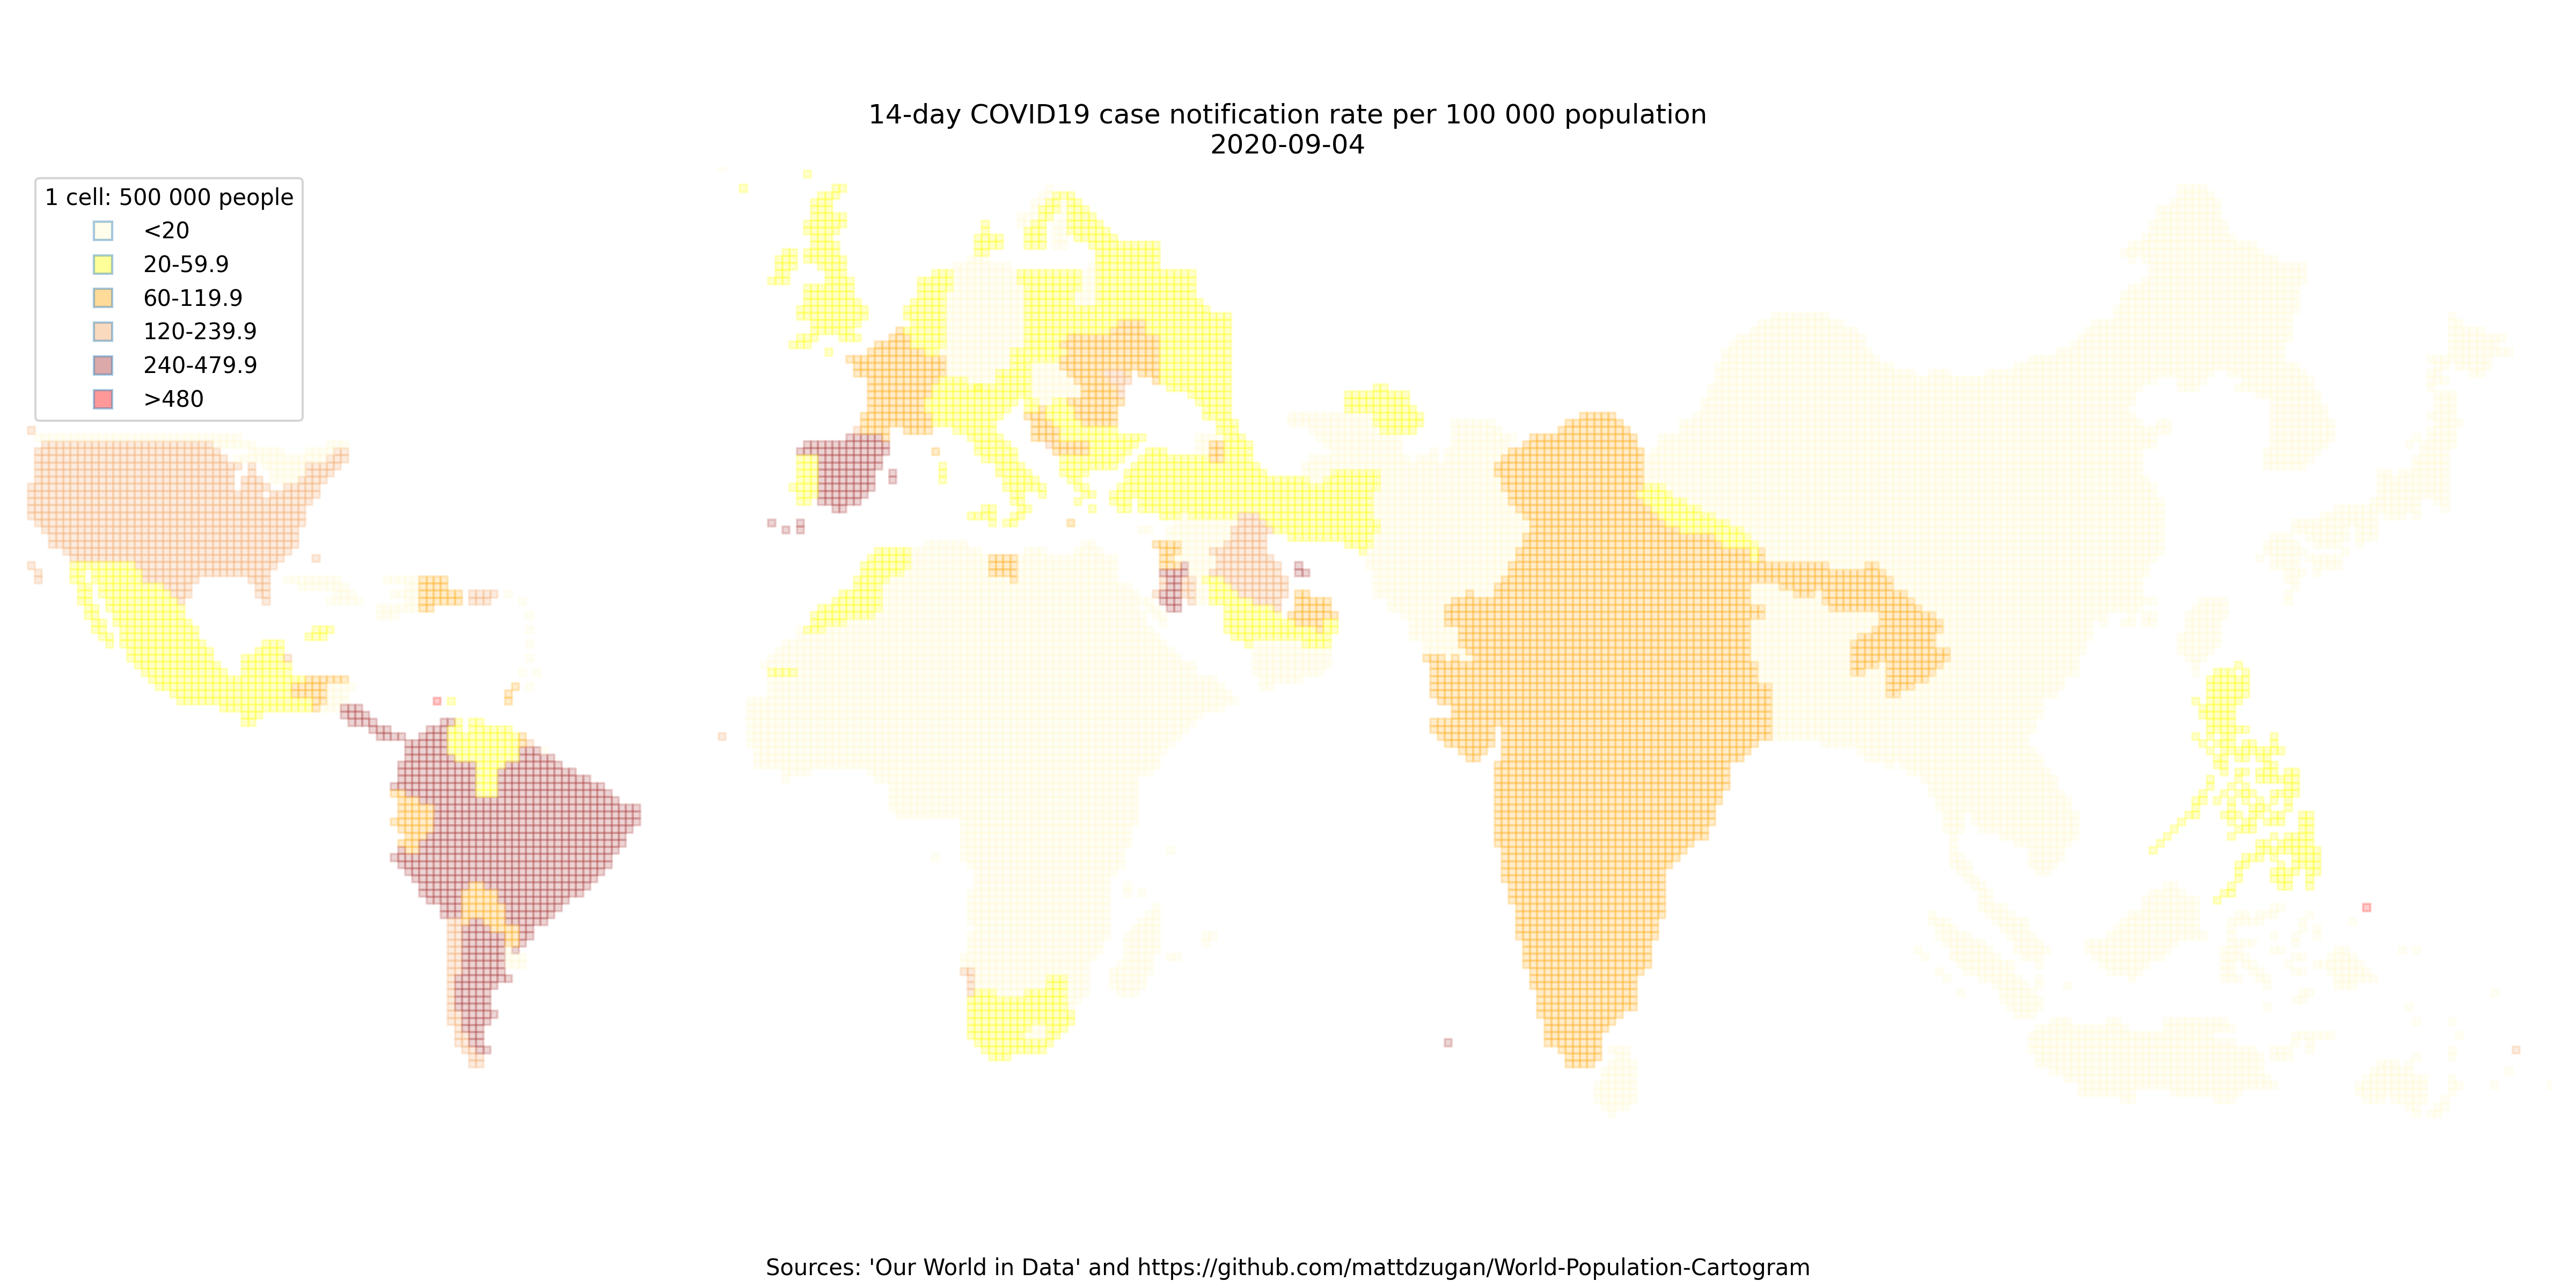 14-day COVID19 case notification rate per 100 000 population
2020-09-04
1 cell: 500 000 people
<20
20-59.9
60-119.9
120-239.9
240-479.9
>480
Sources: 'Our World in Data' and https://github.com/mattdzugan/World-Population-Cartogram